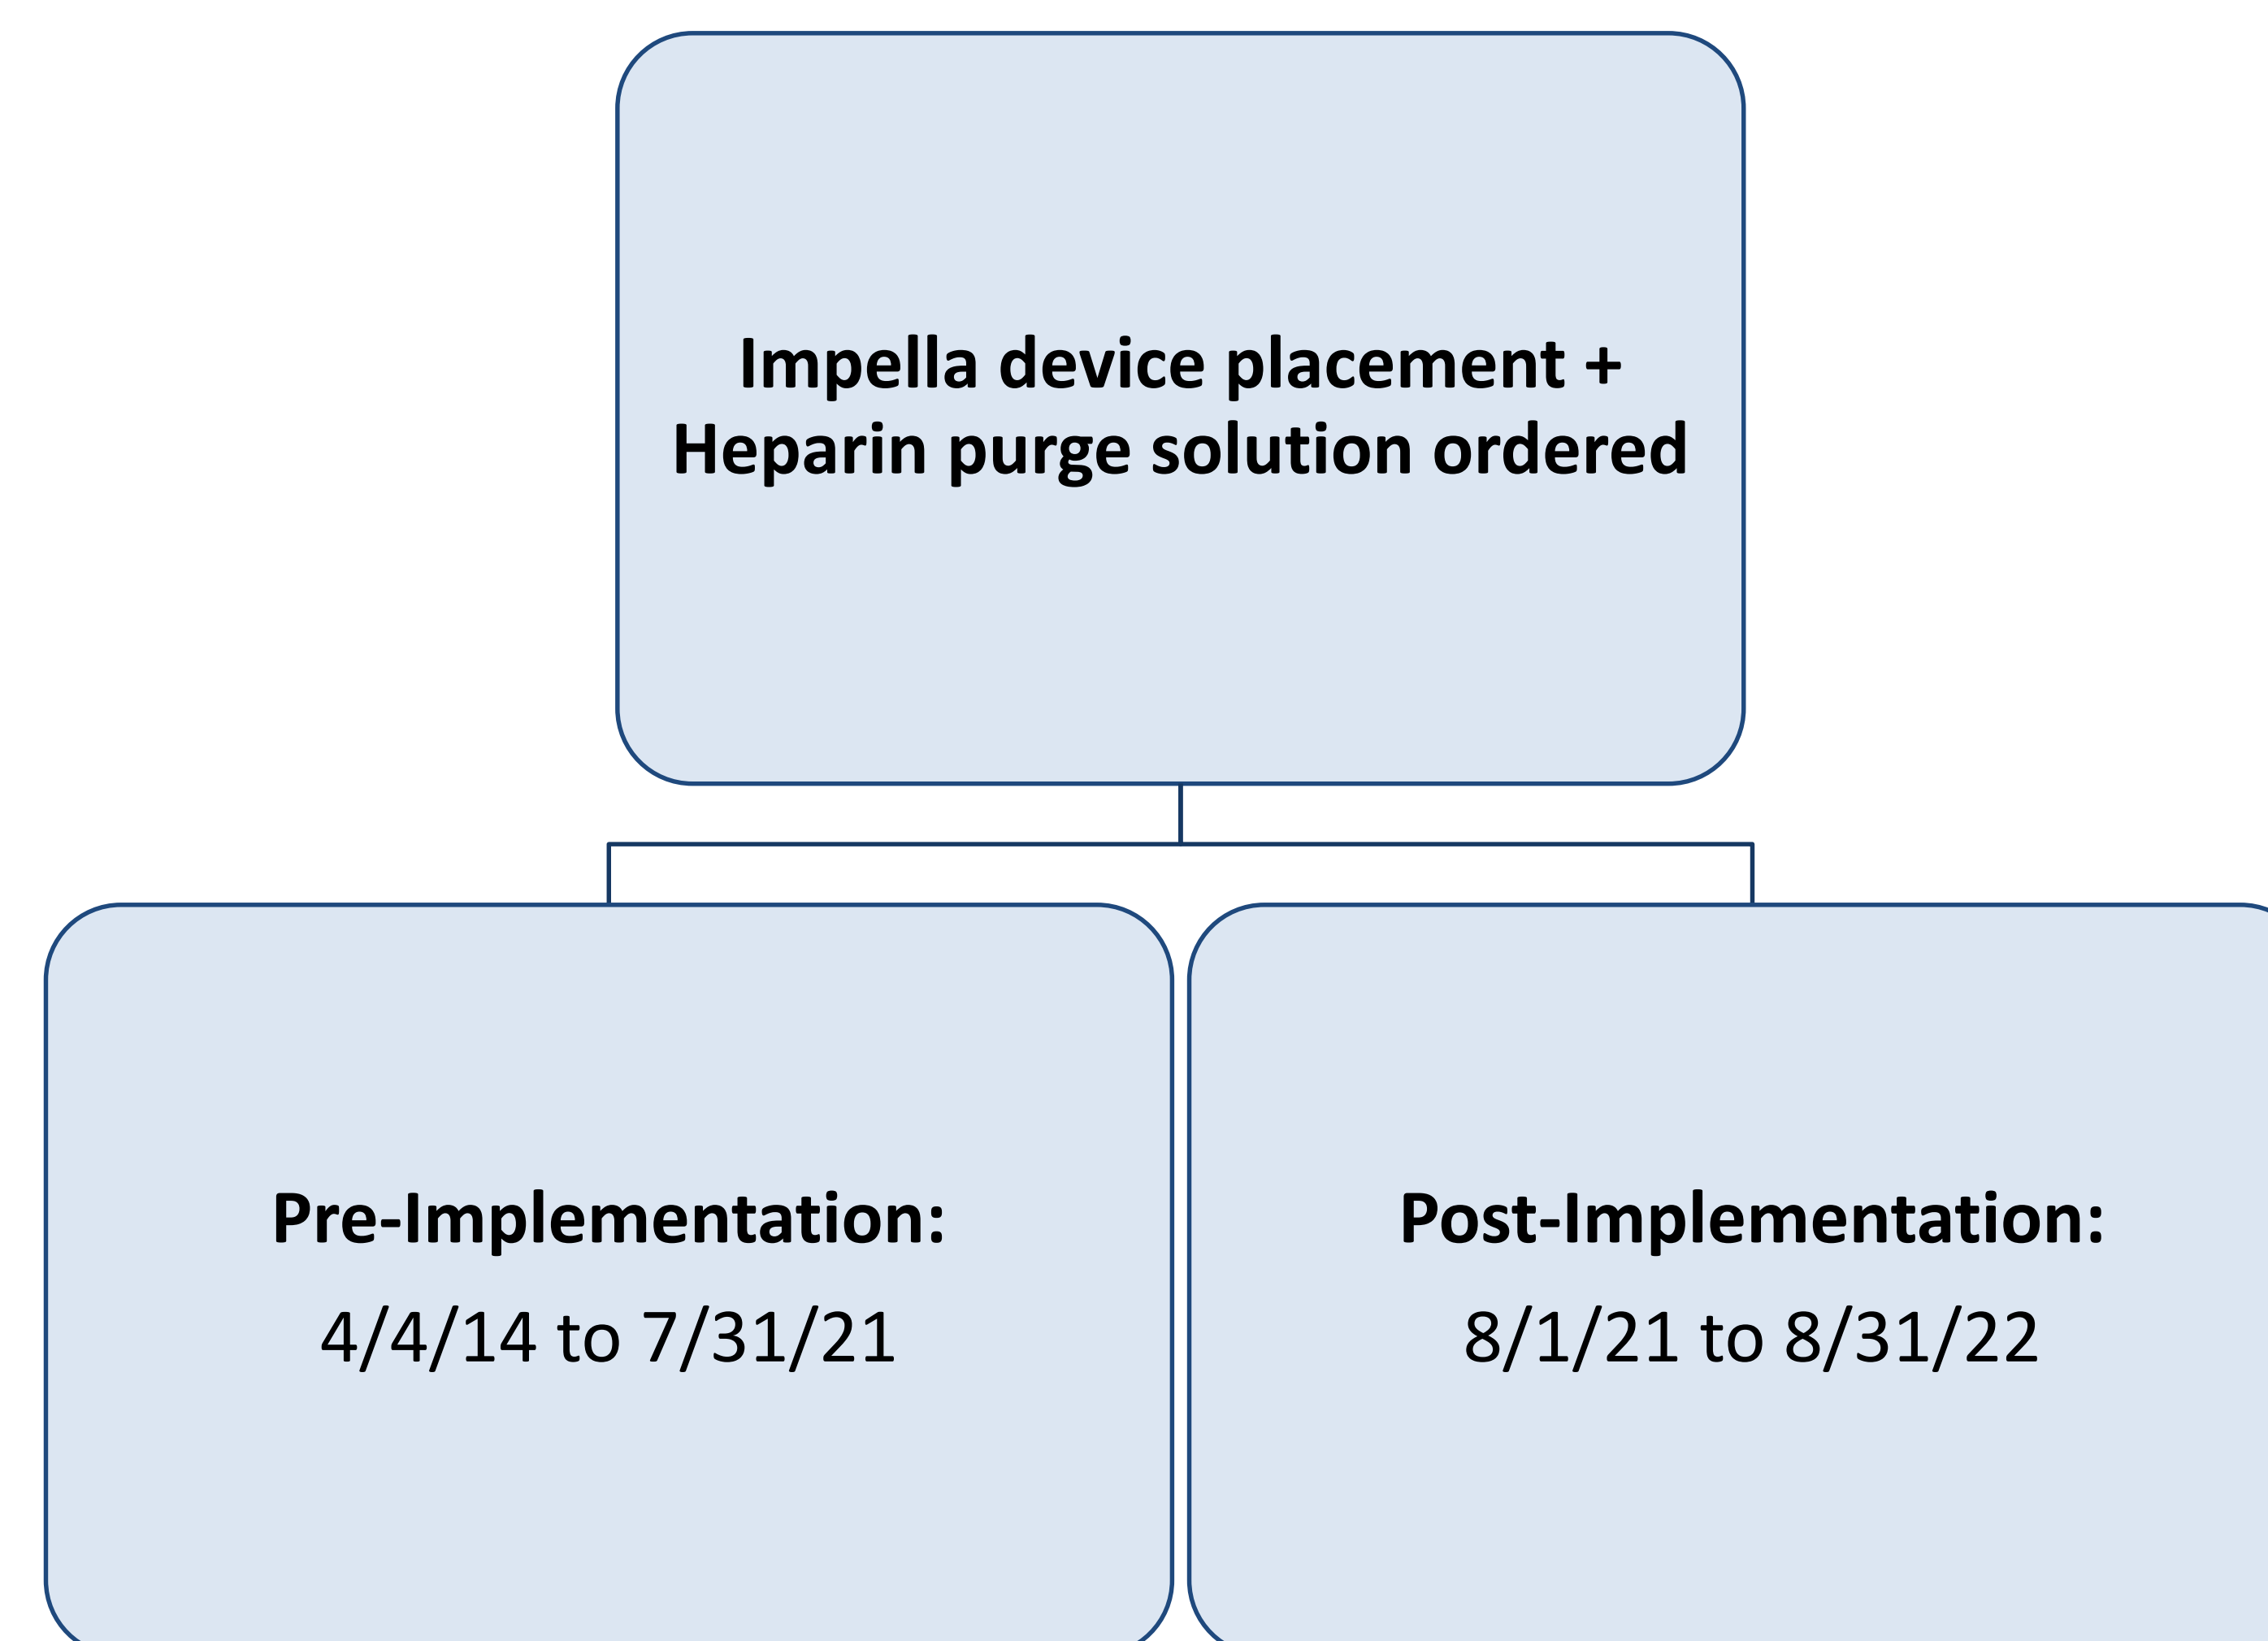 Impella device placement +
Heparin purge solution ordered
Pre-Implementation:
4/4/14 to 7/31/21
Post-Implementation:
8/1/21 to 8/31/22